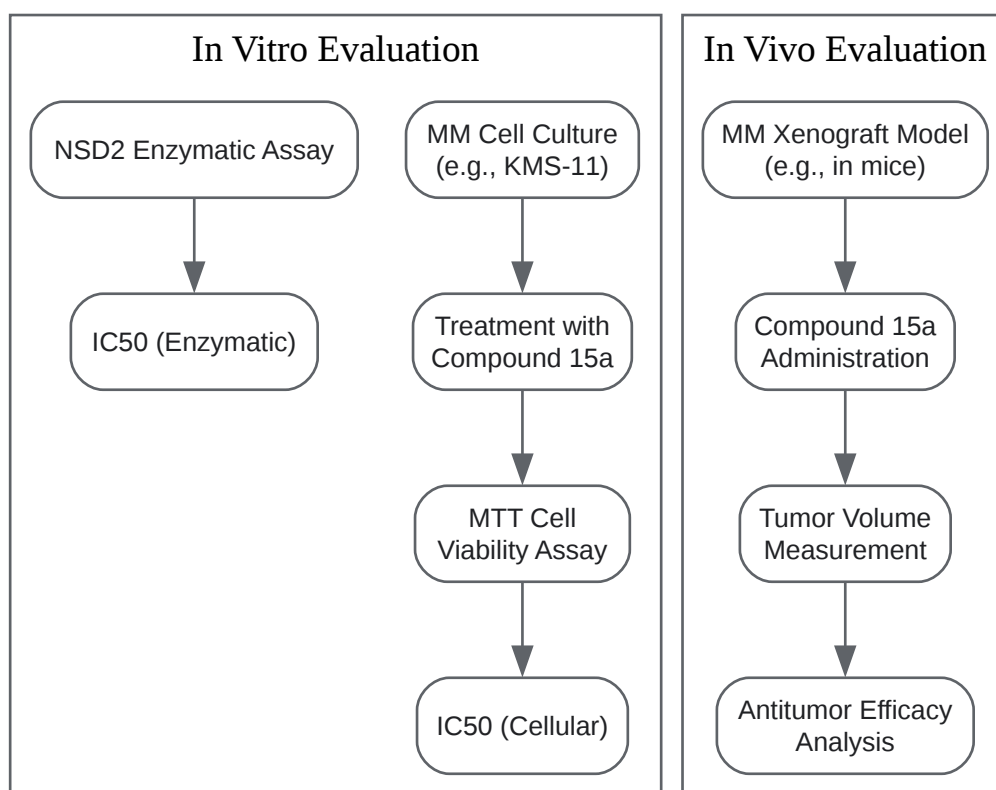 In Vitro Evaluation
NSD2 Enzymatic Assay
IC50 (Enzymatic)
MM Cell Culture
(e.g., KMS-11)
Treatment with
Compound 15a
MTT Cell
Viability Assay
IC50 (Cellular)
In Vivo Evaluation
MM Xenograft Model
(e.g., in mice)
Compound 15a
Administration
Tumor Volume
Measurement
Antitumor Efficacy
Analysis